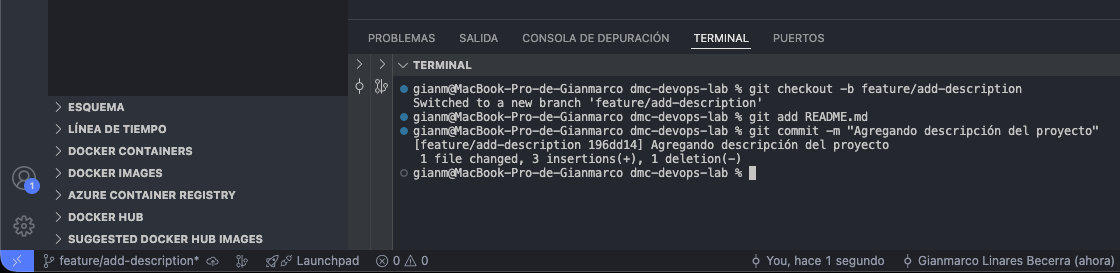 PROBLEMAS SALIDA CONSOLA DE DEPURACIÓN TERMINAL PUERTOS
TERMINAL
gianm@MacBook-Pro-de-Gianmarco dmc-devops-lab % git checkout -b feature/add-description
Switched to a new branch 'feature/add-description'
gianm@MacBook-Pro-de-Gianmarco dmc-devops-lab % git add README.md
gianm@MacBook-Pro-de-Gianmarco dmc-devops-lab % git commit -m "Agregando descripción del proyecto"
[feature/add-description 196dd14] Agregando descripción del proyecto
1 file changed, 3 insertions(+), 1 deletion(-)
gianm@MacBook-Pro-de-Gianmarco dmc-devops-lab %
ESQUEMA
LÍNEA DE TIEMPO
DOCKER CONTAINERS
DOCKER IMAGES
AZURE CONTAINER REGISTRY
DOCKER HUB
SUGGESTED DOCKER HUB IMAGES
1
feature/add-description* Launchpad 0 0 You, hace 1 segundo Gianmarco Linares Becerra (ahora)